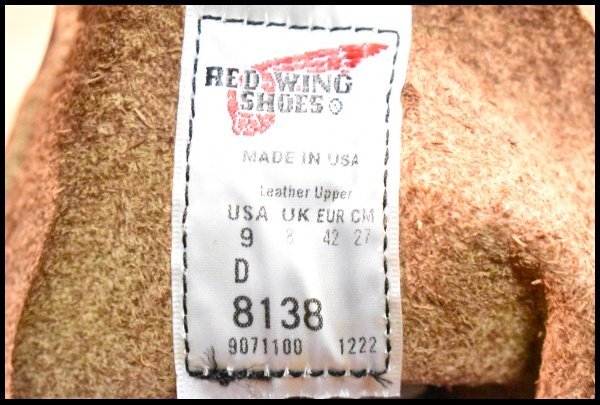 RED WING
SHOES ®
MADE IN USA
Leather Upper
USA UK EUR CM
9 8 42 27
D
8138
9071100 1222